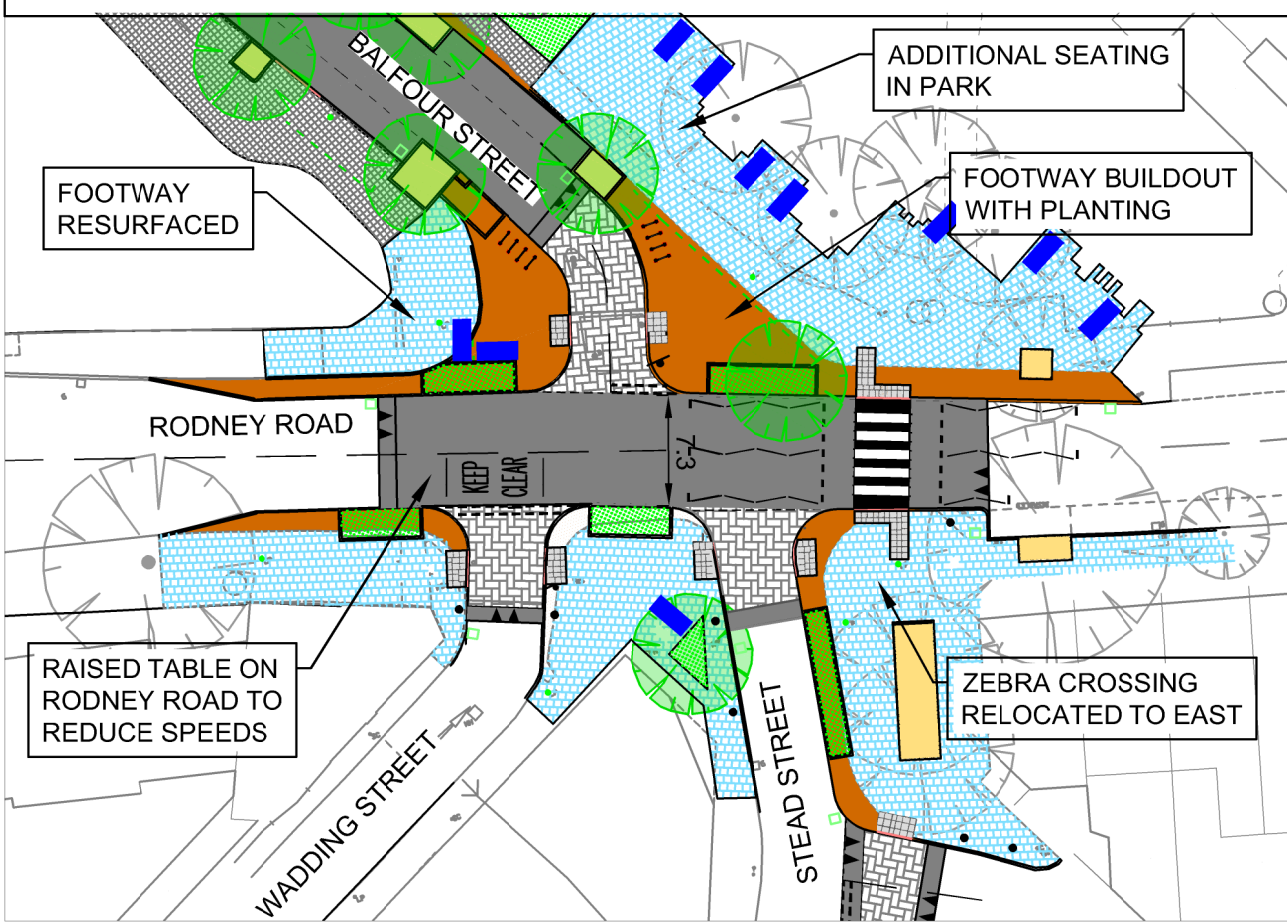 BALFOUR STREET
ADDITIONAL SEATING
IN PARK
FOOTWAY
RESURFACED
FOOTWAY BUILDOUT
WITH PLANTING
RODNEY ROAD
KEEP
CLEAR
7.3
RAISED TABLE ON
RODNEY ROAD TO
REDUCE SPEEDS
ZEBRA CROSSING
RELOCATED TO EAST
WADDING STREET
STEAD STREET